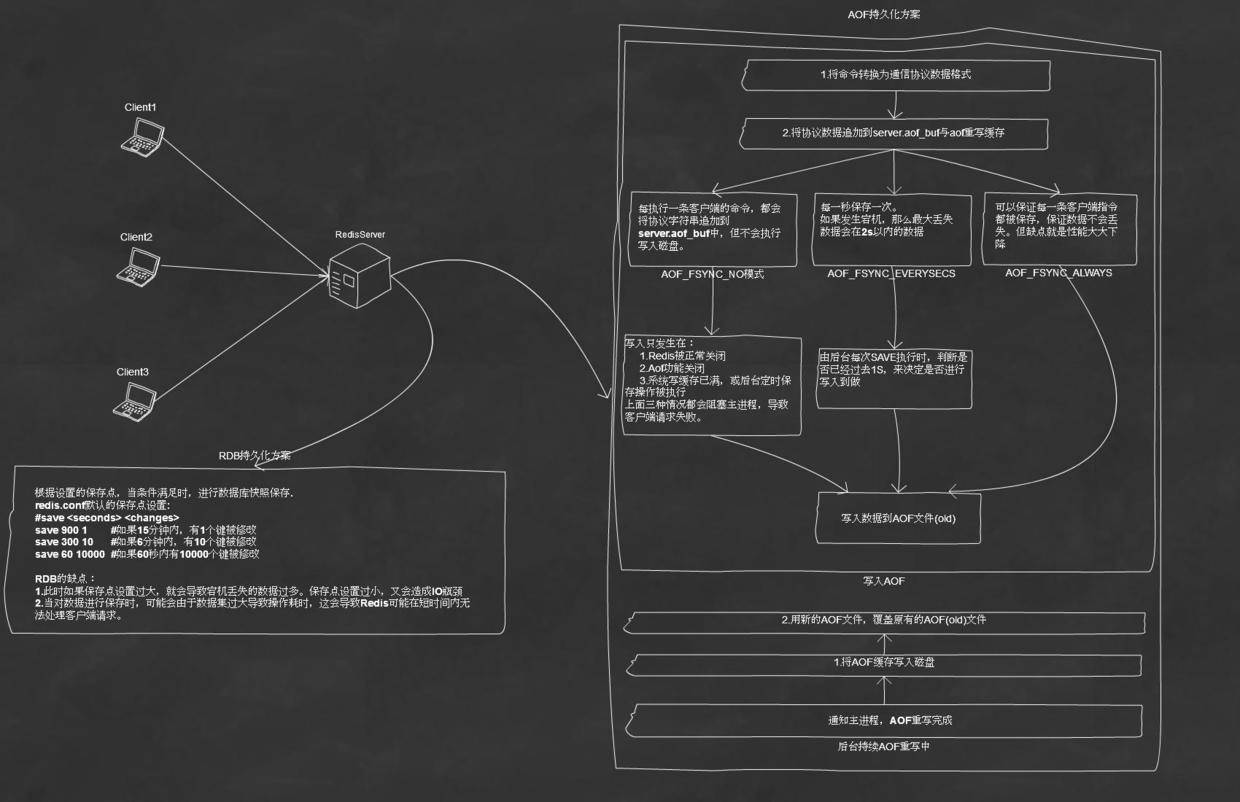 Client1
Client2
Client3
RedisServer
RDB持久化方案
根据设置的保存点，当条件满足时，进行数据库快照保存.
redis.conf默认的保存点设置:
#save <seconds> <changes>
save 900 1 #如果15分钟内，有1个键被修改
save 300 10 #如果6分钟内，有10个键被修改
save 60 10000 #如果60秒内有10000个键被修改
RDB的缺点：
1.此时如果保存点设置过大，就会导致宕机丢失的数据过多。保存点设置过小，又会造成IO瓶颈
2.当对数据进行保存时，可能会由于数据集过大导致操作耗时，这会导致Redis可能在短时间内无
法处理客户端请求。
AOF持久化方案
1.将命令转换为通信协议数据格式
2.将协议数据追加到server.aof_buf与aof重写缓存
每执行一条客户端的命令，都会
将协议字符串追加到
server.aof_buf中，但不会执行
写入磁盘。
AOF_FSYNC_NO模式
每一秒保存一次。
如果发生宕机，那么最大丢失
数据会在2s以内的数据
AOF_FSYNC_EVERYSECS
可以保证每一条客户端指令
都被保存，保证数据不会丢
失。但缺点就是性能大大下
降
AOF_FSYNC_ALWAYS
写入只发生在：
1.Redis被正常关闭
2.Aof功能关闭
3.系统写缓存已满，或后台定时保
存操作被执行
上面三种情况都会阻塞主进程，导致
客户端请求失败。
由后台每次SAVE执行时，判断是
否已经过去1S，来决定是否进行
写入到做
写入数据到AOF文件(old)
写入AOF
2.用新的AOF文件，覆盖原有的AOF(old)文件
1.将AOF缓存写入磁盘
通知主进程，AOF重写完成
后台持续AOF重写中